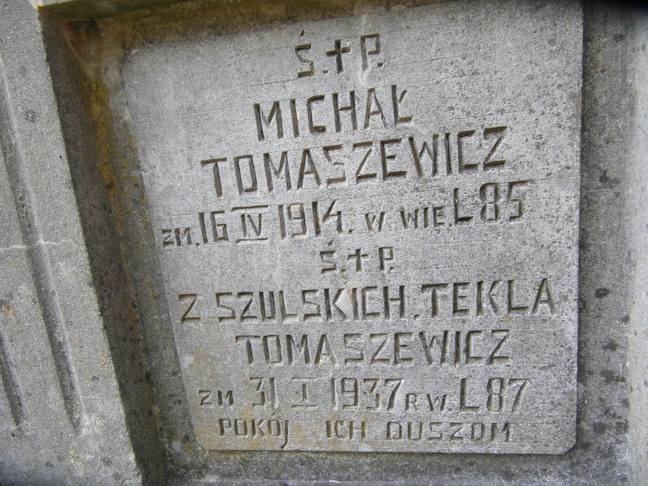 Ś.+P.
MICHAŁ
TOMASZEWICZ
ZM. 16 IV 1914. W WIE. L 85
Ś.+P.
Z SZULSKICH. TEKLA
TOMASZEWICZ
ZM 31 I 1937 R W. L 87
POKÓJ ICH DUSZOM